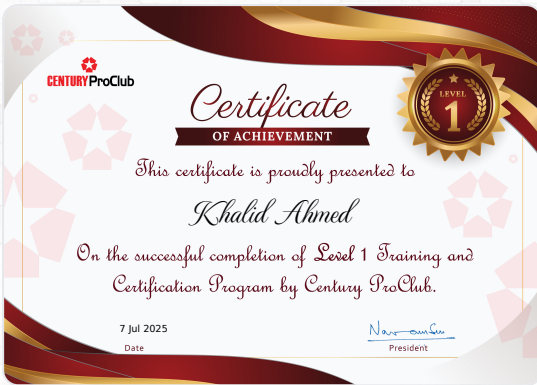 CENTURY ProClub
LEVEL
1
Certificate
OF ACHIEVEMENT
This certificate is proudly presented to
Khalid Ahmed
On the successful completion of Level 1 Training and
Certification Program by Century ProClub.
7 Jul 2025
Date
President